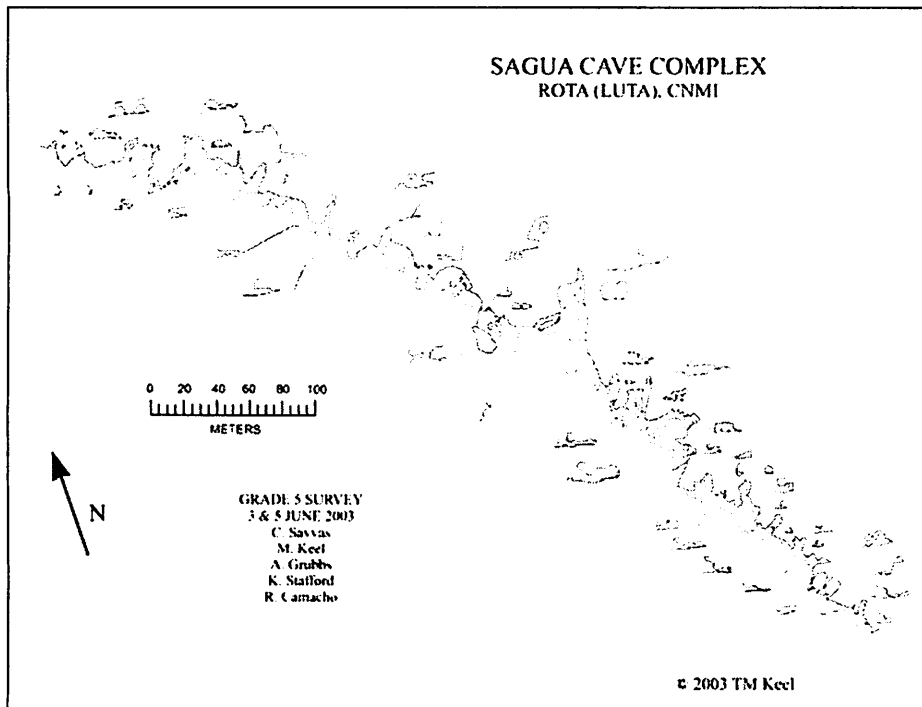 SAGUA CAVE COMPLEX
ROTA (LUTA), CNMI
0 20 40 60 80 100
METERS
N
GRADE 5 SURVEY
3 & 5 JUNE 2003
C. Savvas
M. Keel
A. Grubbs
K. Stafford
R. Camacho
© 2003 TM Keel